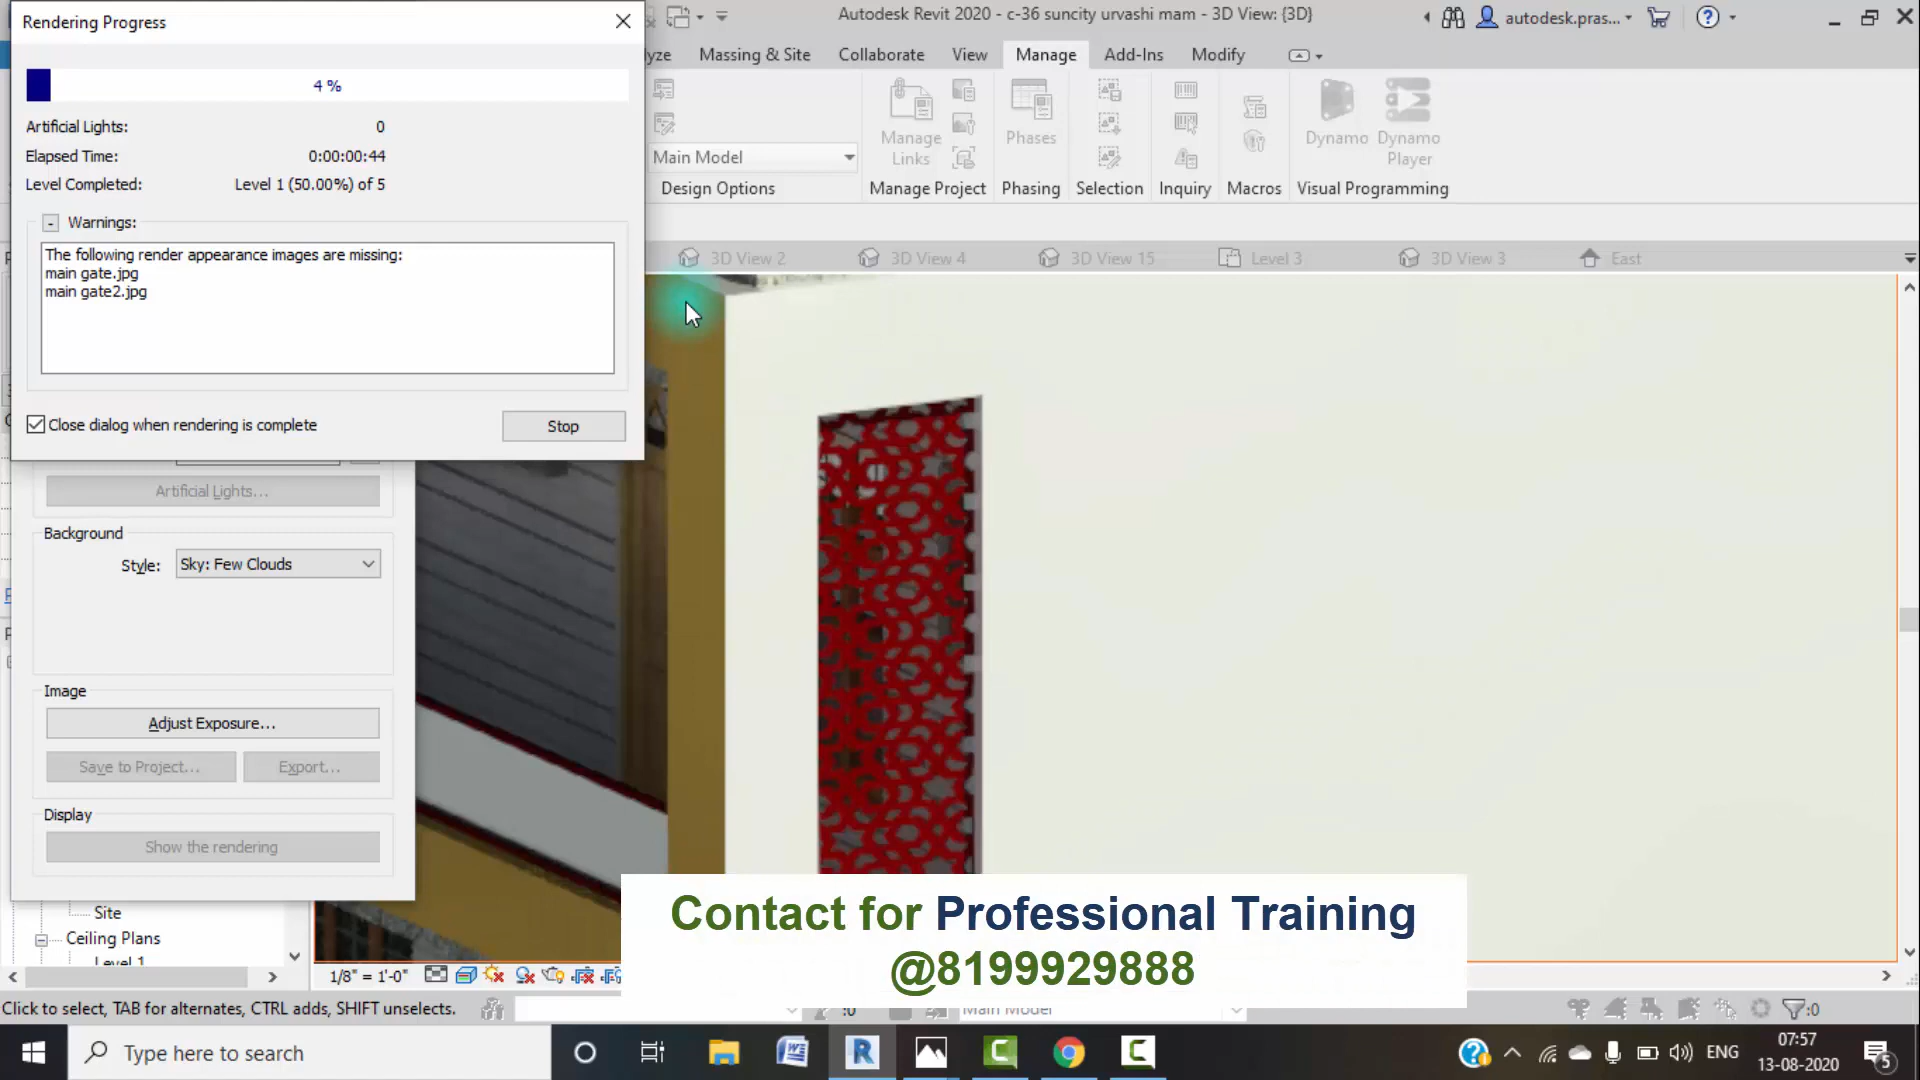 Rendering Progress
Autodesk Revit 2020 - c-36 suncity urvashi mam - 3D View: {3D}
autodesk.pras...
4 %
Massing & Site
Collaborate
View
Manage
Add-Ins
Modify
Artificial Lights: 0
Elapsed Time: 0:00:00:44
Level Completed: Level 1 (50.00%) of 5
Main Model
Manage Links
Phases
Dynamo
Dynamo Player
Design Options
Manage Project
Phasing
Selection
Inquiry
Macros
Visual Programming
- Warnings:
The following render appearance images are missing:
main gate.jpg
main gate2.jpg
3D View 2
3D View 4
3D View 15
Level 3
3D View 3
East
Close dialog when rendering is complete
Stop
Artificial Lights...
Background
Style: Sky: Few Clouds
Image
Adjust Exposure...
Save to Project...
Export...
Display
Show the rendering
Site
Ceiling Plans
Level 1
1/8" = 1'-0"
Contact for Professional Training
@8199929888
Click to select, TAB for alternates, CTRL adds, SHIFT unselects.
:0
Main Model
:0
Type here to search
ENG
07:57
13-08-2020
5